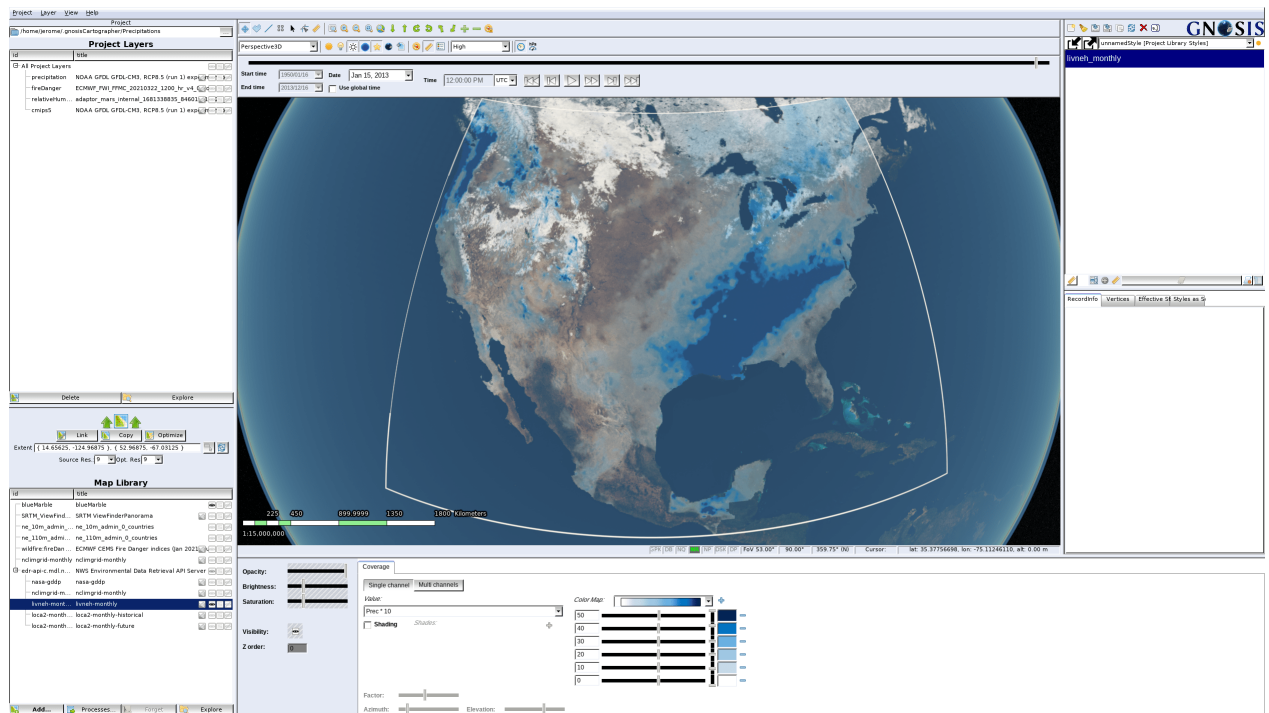 Project Layer View Help
Project
/home/jerome/.gnosisCartographer/Precipitations
Project Layers
id title
All Project Layers
precipitation NOAA GFDL GFDL-CM3, RCP8.5 (run 1)
fireDanger ECMWF_FWI_FFMC_20210322_1200_hr_v4
relativeHum... adaptor_mars_internal_1681338835_84601
cmip5 NOAA GFDL GFDL-CM3, RCP8.5 (run 1)
Delete Explore
Link Copy Optimize
Extent { 14.65625, -124.96875 }, { 52.96875, -67.03125 }
Source Res. 9 Opt. Res 9
Map Library
id title
blueMarble blueMarble
SRTM_ViewFind... SRTM ViewFinderPanorama
ne_10m_admin_... ne_10m_admin_0_countries
ne_110m_admin... ne_110m_admin_0_countries
wildfire:fireDan... ECMWF CEMS Fire Danger indices (Jan 2021
nclimgrid-monthly nclimgrid-monthly
edr-api-c.mdl.n... NWS Environmental Data Retrieval API Server
nasa-gddp nasa-gddp
nclimgrid-m... nclimgrid-monthly
livneh-mont... livneh-monthly
loca2-month... loca2-monthly-historical
loca2-month... loca2-monthly-future
Add... Processes... Forget Explore
Perspective3D High
Start time 1950/01/16 Date Jan 15, 2013 Time 12:00:00 PM UTC
End time 2013/12/16 Use global time
225 450 899.9999 1350 1800 Kilometers
1:15,000,000
FoV 53.00° 90.00° 359.75° (N) Cursor: lat: 35.37756698, lon: -75.11246110, alt: 0.00 m
Opacity:
Brightness:
Saturation:
Visibility:
Z order: 0
Coverage
Single channel Multi channels
Value:
Prec * 10
Shading Shades:
Factor:
Azimuth: Elevation:
Color Map:
50
40
30
20
10
0
GNOSIS
unnamedStyle [Project Library Styles]
livneh_monthly
RecordInfo Vertices Effective St Styles as S